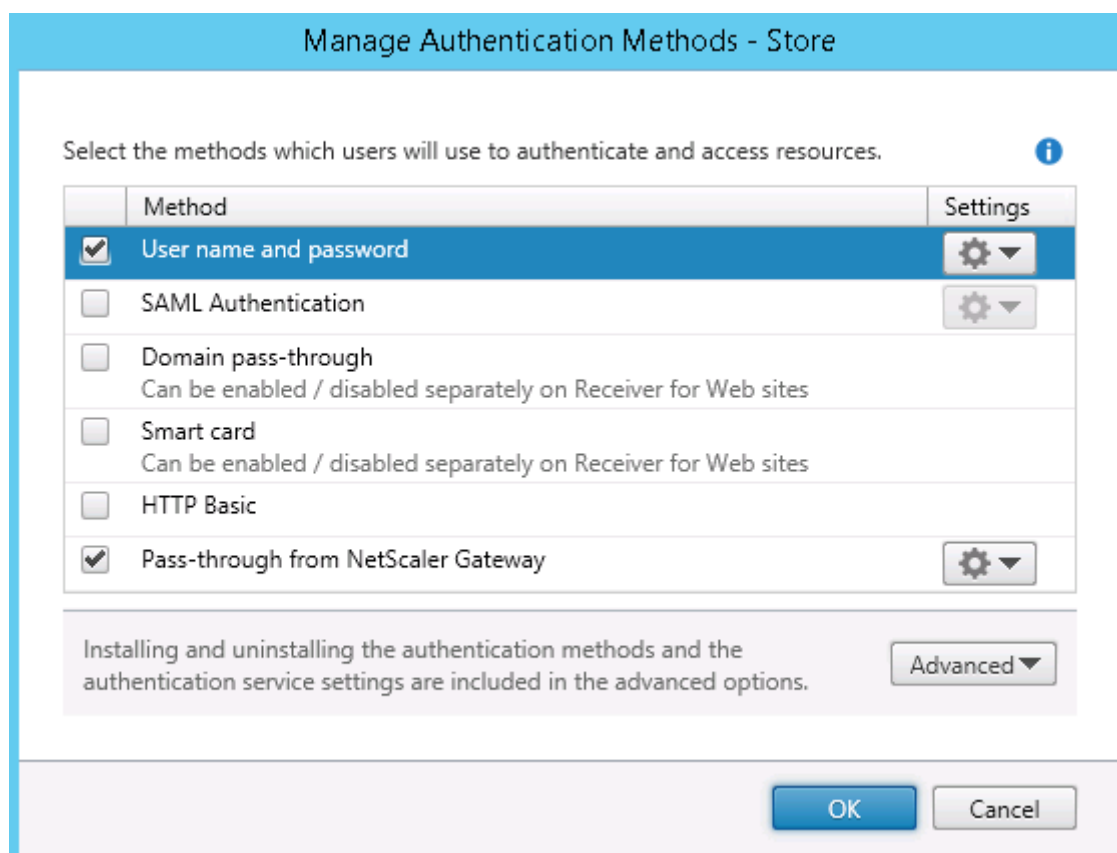 Manage Authentication Methods - Store
Select the methods which users will use to authenticate and access resources.
Method Settings
User name and password
SAML Authentication
Domain pass-through
Can be enabled / disabled separately on Receiver for Web sites
Smart card
Can be enabled / disabled separately on Receiver for Web sites
HTTP Basic
Pass-through from NetScaler Gateway
Installing and uninstalling the authentication methods and the
authentication service settings are included in the advanced options.
Advanced
OK Cancel